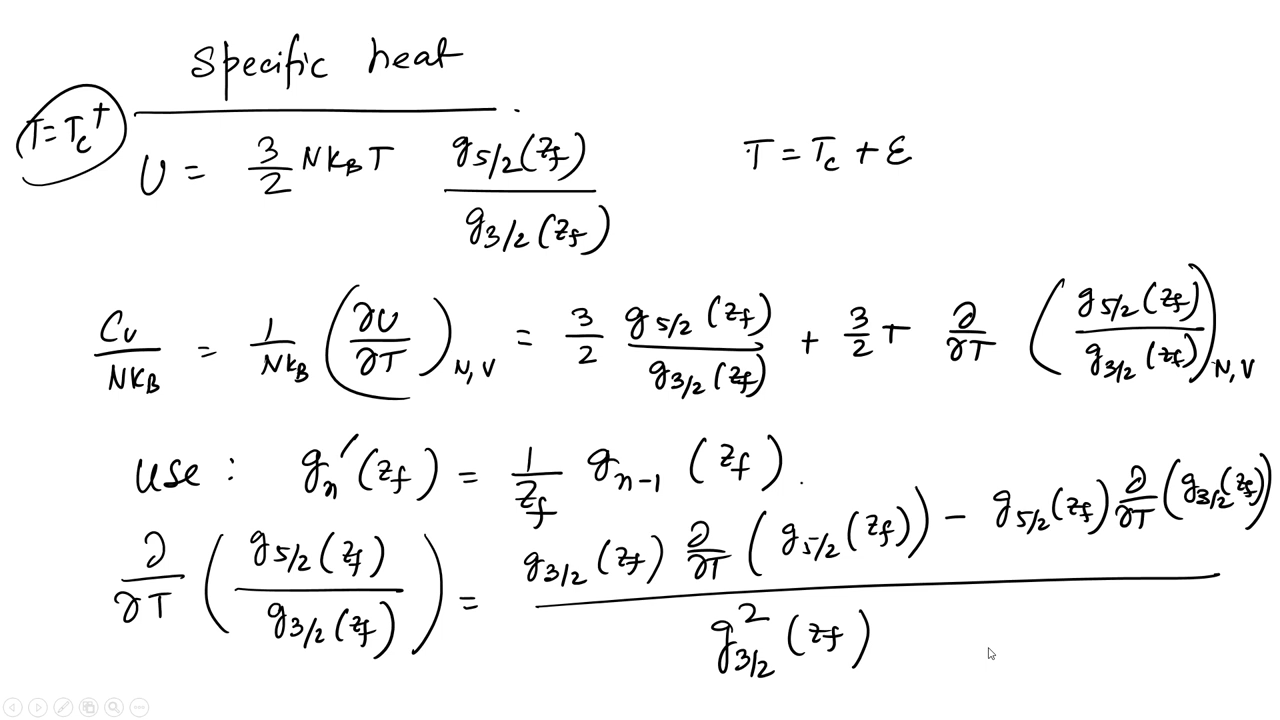 Specific heat
T = T_c^+
U = 3/2 N k_B T g_{5/2}(z_f) / g_{3/2}(z_f)    T = T_c + ε
C_v / N k_B = 1 / N k_B (∂U/∂T)_{N,V} = 3/2 g_{5/2}(z_f) / g_{3/2}(z_f) + 3/2 T ∂/∂T (g_{5/2}(z_f) / g_{3/2}(z_f))_{N,V}
use : g_n′(z_f) = 1/z_f g_{n-1}(z_f).
∂/∂T (g_{5/2}(z_f) / g_{3/2}(z_f)) = g_{3/2}(z_f) ∂/∂T (g_{5/2}(z_f)) − g_{5/2}(z_f) ∂/∂T (g_{3/2}(z_f)) / g²_{3/2}(z_f)